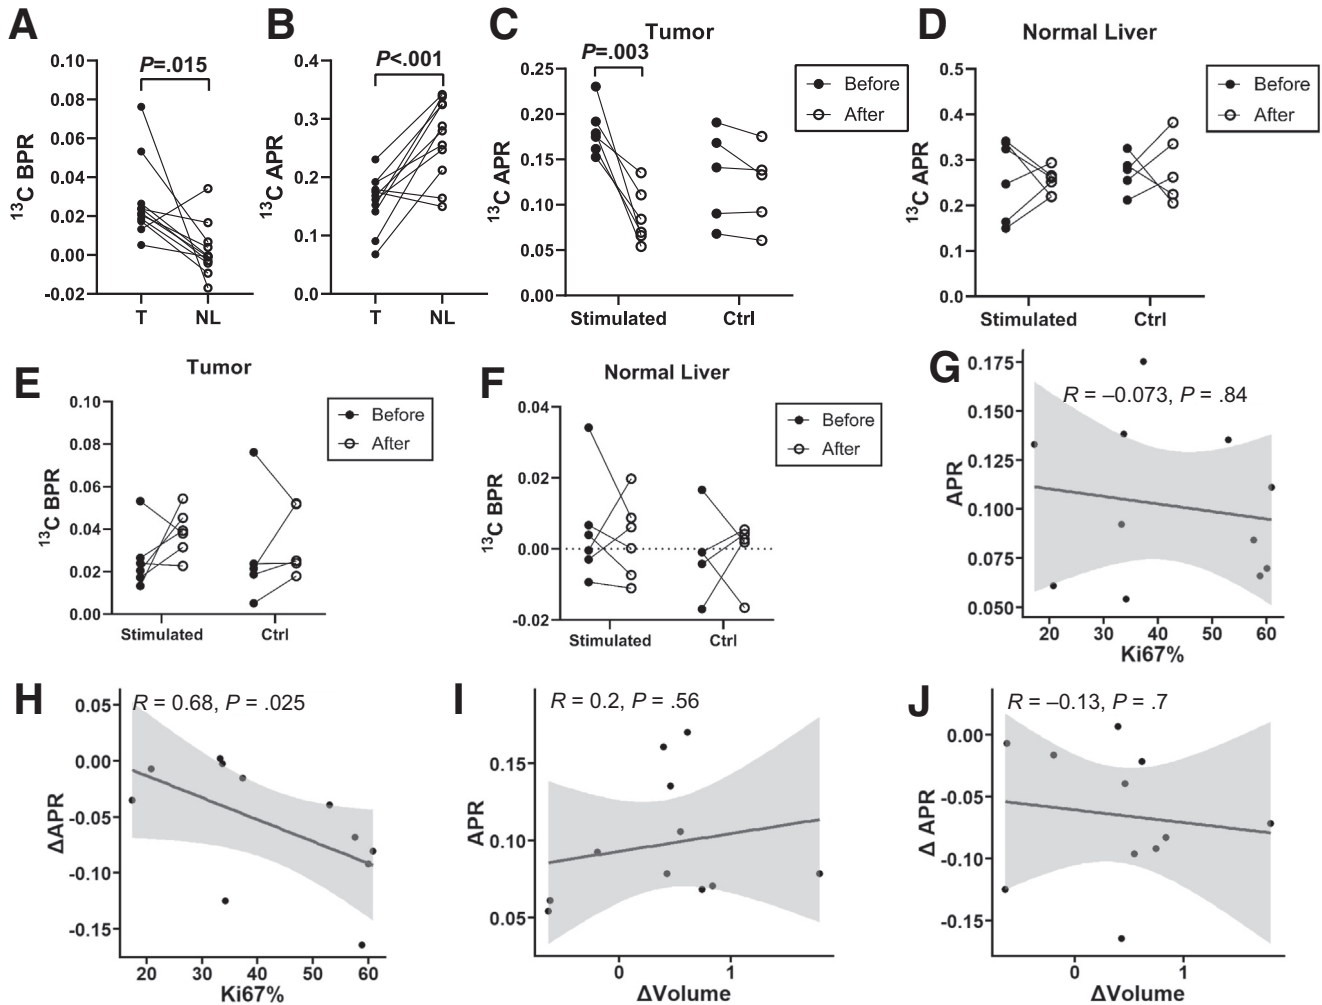 A
P=.015
0.10
0.08
0.06
0.04
0.02
0.00
-0.02
¹³C BPR
T
NL
B
P<.001
0.4
0.3
0.2
0.1
0.0
¹³C APR
T
NL
C
Tumor
P=.003
0.25
0.20
0.15
0.10
0.05
0.00
¹³C APR
Before
After
Stimulated
Ctrl
D
Normal Liver
0.5
0.4
0.3
0.2
0.1
0.0
¹³C APR
Before
After
Stimulated
Ctrl
E
Tumor
0.10
0.08
0.06
0.04
0.02
0.00
¹³C BPR
Before
After
Stimulated
Ctrl
F
Normal Liver
0.04
0.02
0.00
-0.02
¹³C BPR
Before
After
Stimulated
Ctrl
G
R = –0.073, P = .84
0.175
0.150
0.125
0.100
0.075
0.050
APR
20
30
40
50
60
Ki67%
H
R = 0.68, P = .025
0.05
0.00
-0.05
-0.10
-0.15
ΔAPR
20
30
40
50
60
Ki67%
I
R = 0.2, P = .56
0.15
0.10
0.05
APR
0
1
ΔVolume
J
R = –0.13, P = .7
0.00
-0.05
-0.10
-0.15
Δ APR
0
1
ΔVolume